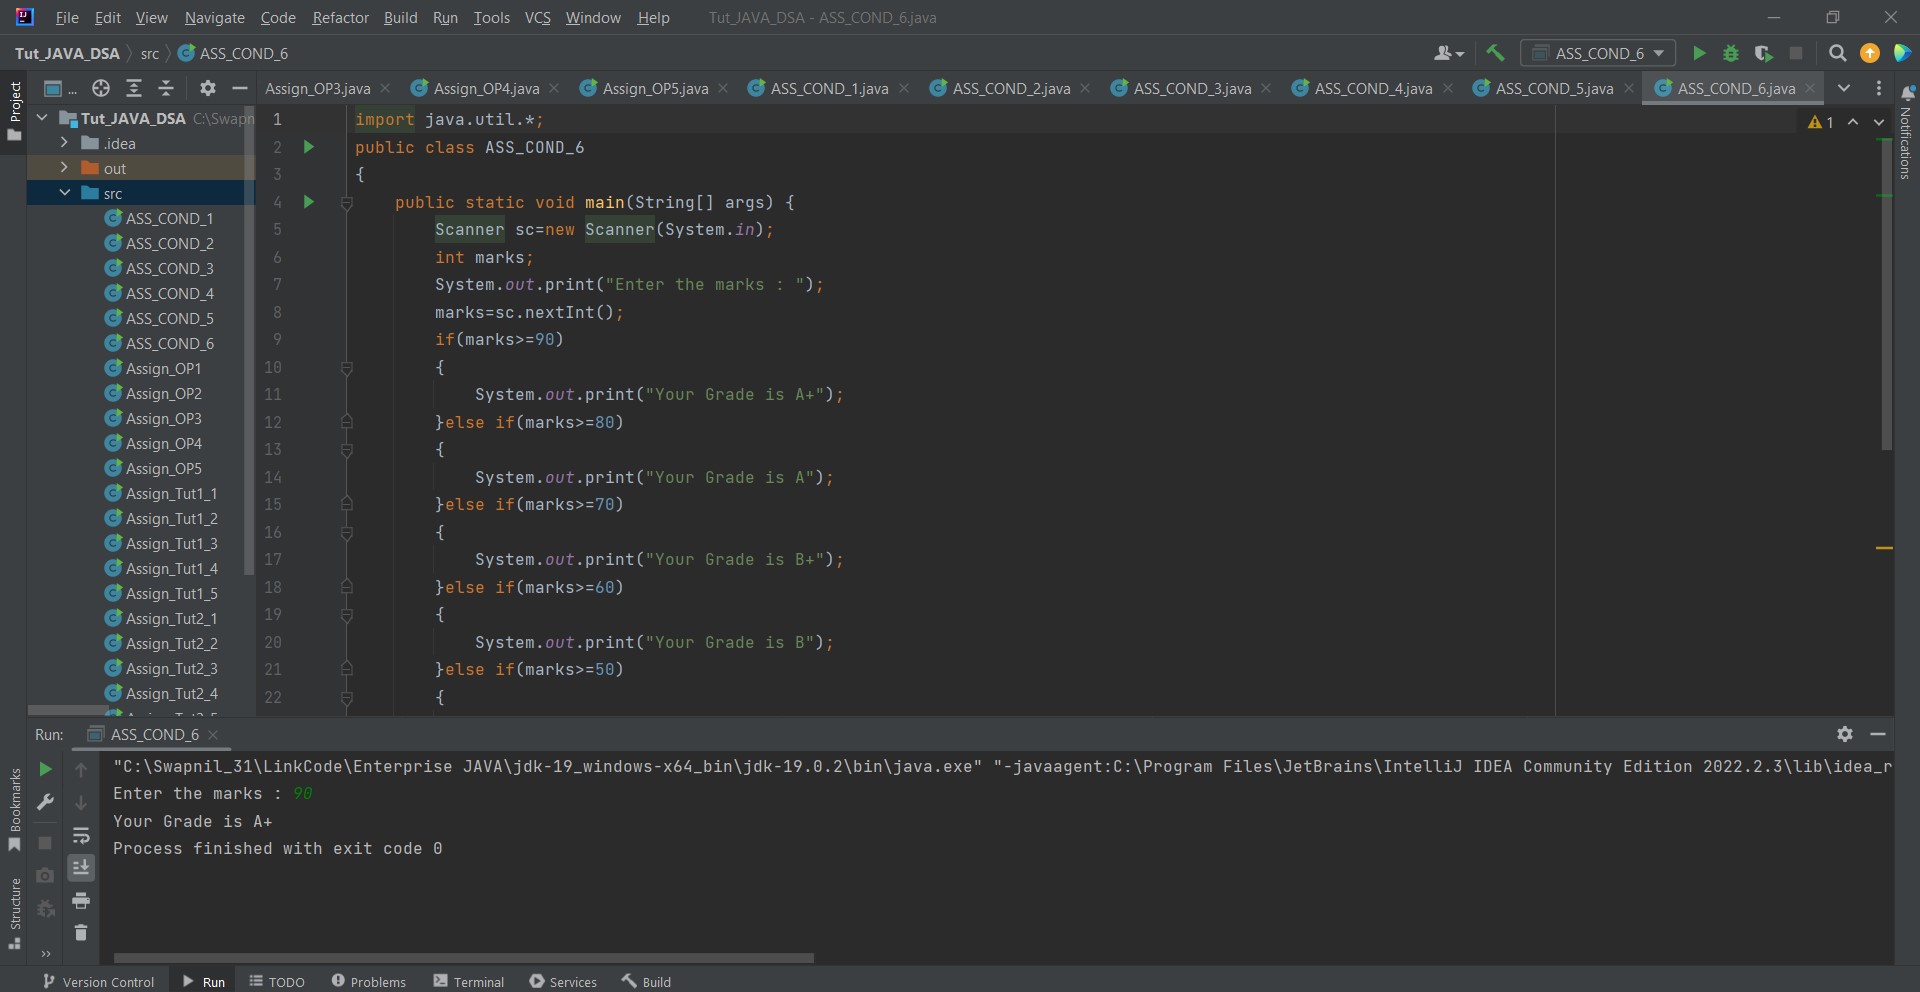 File Edit View Navigate Code Refactor Build Run Tools VCS Window Help Tut_JAVA_DSA - ASS_COND_6.java
Tut_JAVA_DSA src ASS_COND_6 ASS_COND_6
Project
... Assign_OP3.java Assign_OP4.java Assign_OP5.java ASS_COND_1.java ASS_COND_2.java ASS_COND_3.java ASS_COND_4.java ASS_COND_5.java ASS_COND_6.java
Notifications
Tut_JAVA_DSA C:\Swapn
.idea
out
src
ASS_COND_1
ASS_COND_2
ASS_COND_3
ASS_COND_4
ASS_COND_5
ASS_COND_6
Assign_OP1
Assign_OP2
Assign_OP3
Assign_OP4
Assign_OP5
Assign_Tut1_1
Assign_Tut1_2
Assign_Tut1_3
Assign_Tut1_4
Assign_Tut1_5
Assign_Tut2_1
Assign_Tut2_2
Assign_Tut2_3
Assign_Tut2_4
1 import java.util.*; 1
2 public class ASS_COND_6
3 {
4 public static void main(String[] args) {
5 Scanner sc=new Scanner(System.in);
6 int marks;
7 System.out.print("Enter the marks : ");
8 marks=sc.nextInt();
9 if(marks>=90)
10 {
11 System.out.print("Your Grade is A+");
12 }else if(marks>=80)
13 {
14 System.out.print("Your Grade is A");
15 }else if(marks>=70)
16 {
17 System.out.print("Your Grade is B+");
18 }else if(marks>=60)
19 {
20 System.out.print("Your Grade is B");
21 }else if(marks>=50)
22 {
Run: ASS_COND_6
"C:\Swapnil_31\LinkCode\Enterprise JAVA\jdk-19_windows-x64_bin\jdk-19.0.2\bin\java.exe" "-javaagent:C:\Program Files\JetBrains\IntelliJ IDEA Community Edition 2022.2.3\lib\idea_r
Enter the marks : 90
Your Grade is A+
Process finished with exit code 0
Bookmarks
Structure
Version Control Run TODO Problems Terminal Services Build